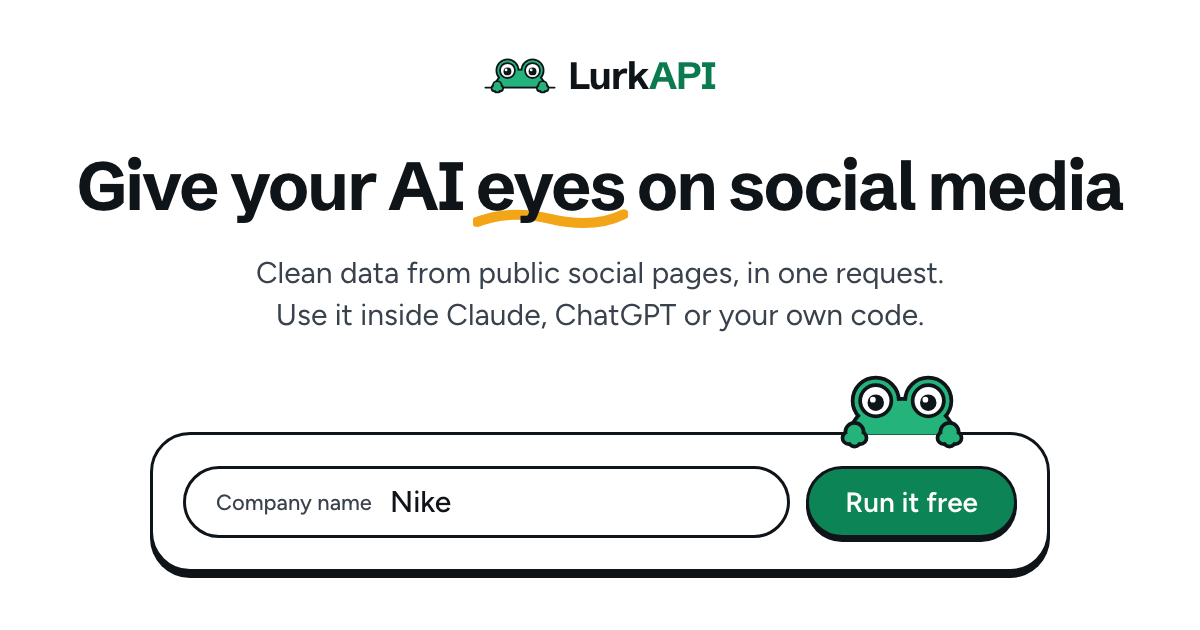 LurkAPI
Give your AI eyes on social media
Clean data from public social pages, in one request.
Use it inside Claude, ChatGPT or your own code.
Company name Nike
Run it free